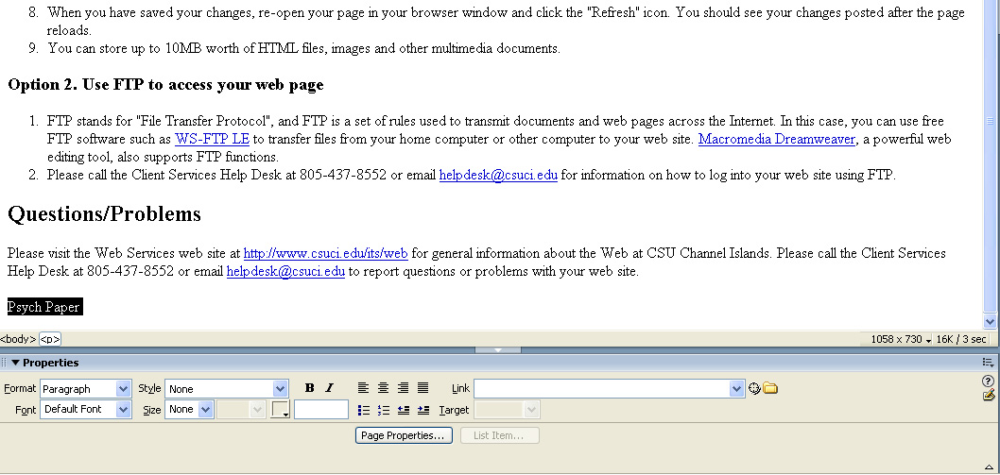 8. When you have saved your changes, re-open your page in your browser window and click the "Refresh" icon. You should see your changes posted after the page
reloads.
9. You can store up to 10MB worth of HTML files, images and other multimedia documents.
Option 2. Use FTP to access your web page
1. FTP stands for "File Transfer Protocol", and FTP is a set of rules used to transmit documents and web pages across the Internet. In this case, you can use free
FTP software such as WS-FTP LE to transfer files from your home computer or other computer to your web site. Macromedia Dreamweaver, a powerful web
editing tool, also supports FTP functions.
2. Please call the Client Services Help Desk at 805-437-8552 or email helpdesk@csuci.edu for information on how to log into your web site using FTP.
Questions/Problems
Please visit the Web Services web site at http://www.csuci.edu/its/web for general information about the Web at CSU Channel Islands. Please call the Client Services
Help Desk at 805-437-8552 or email helpdesk@csuci.edu to report questions or problems with your web site.
Psych Paper
<body> <p> 1058 x 730 16K / 3 sec
Properties
Format Paragraph Style None B I Link
Font Default Font Size None Target
Page Properties... List Item...